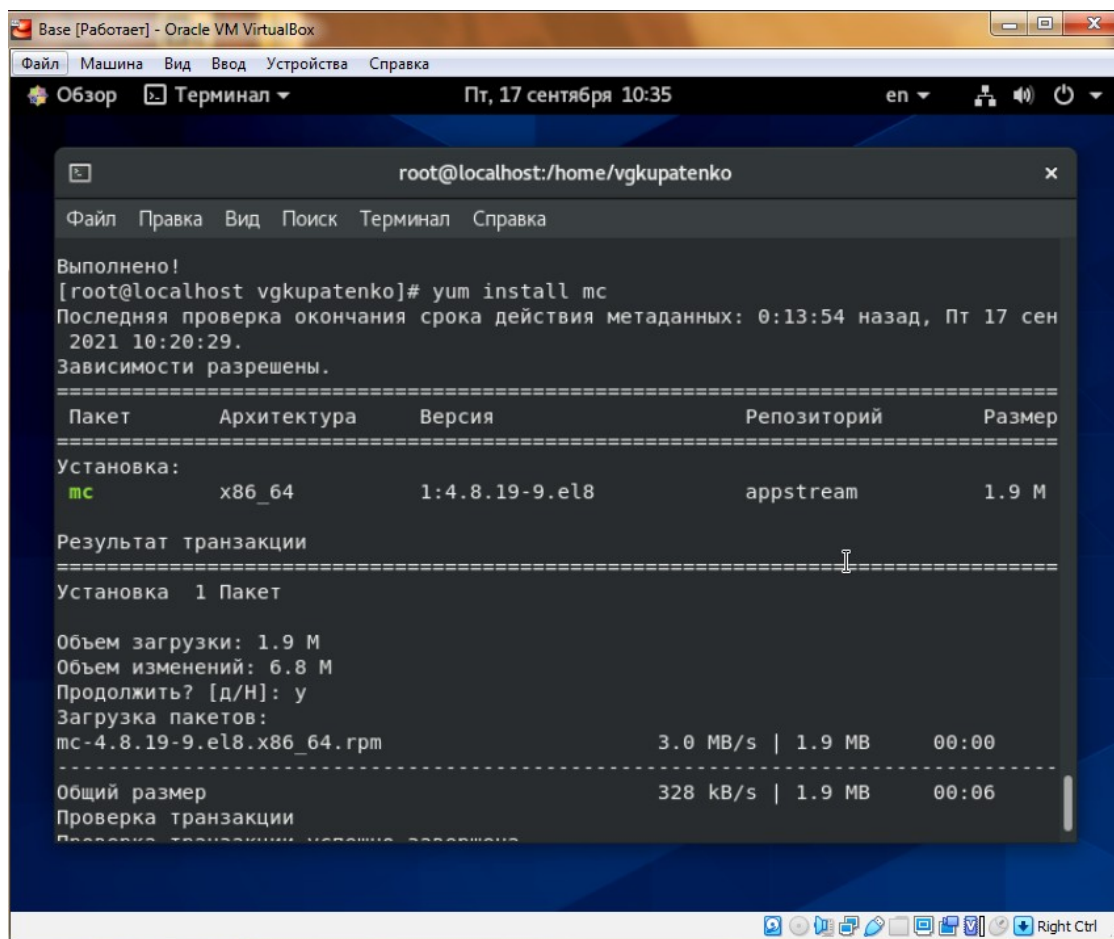 Base [Работает] - Oracle VM VirtualBox
Файл Машина Вид Ввод Устройства Справка
Обзор Терминал Пт, 17 сентября 10:35 en
root@localhost:/home/vgkupatenko
Файл Правка Вид Поиск Терминал Справка
Выполнено!
[root@localhost vgkupatenko]# yum install mc
Последняя проверка окончания срока действия метаданных: 0:13:54 назад, Пт 17 сен
2021 10:20:29.
Зависимости разрешены.
================================================================================
Пакет Архитектура Версия Репозиторий Размер
================================================================================
Установка:
mc x86_64 1:4.8.19-9.el8 appstream 1.9 M
Результат транзакции
================================================================================
Установка 1 Пакет
Объем загрузки: 1.9 M
Объем изменений: 6.8 M
Продолжить? [д/Н]: y
Загрузка пакетов:
mc-4.8.19-9.el8.x86_64.rpm 3.0 MB/s | 1.9 MB 00:00
--------------------------------------------------------------------------------
Общий размер 328 kB/s | 1.9 MB 00:06
Проверка транзакции
Проверка транзакции успешно завершена
Right Ctrl